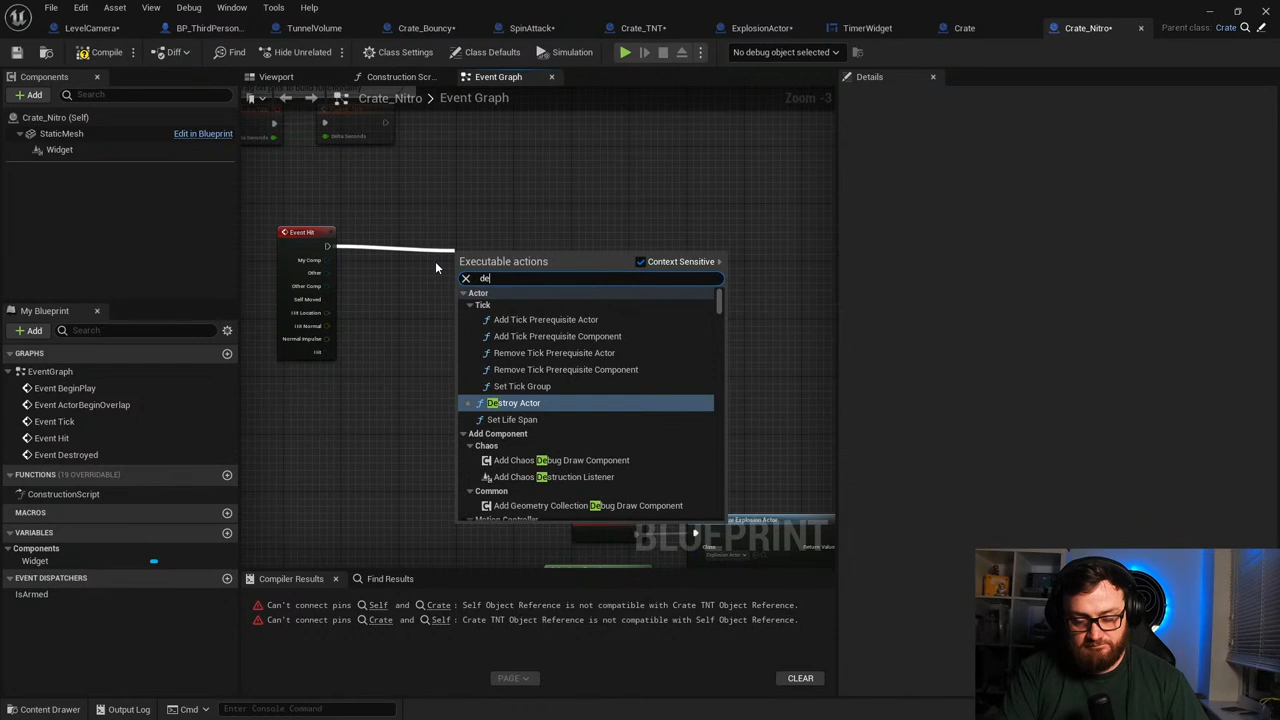 File Edit Asset View Debug Window Tools Help
LevelCamera* BP_ThirdPerson... TunnelVolume Crate_Bouncy* SpinAttack* Crate_TNT* ExplosionActor* TimerWidget Crate Crate_Nitro* Parent class: Crate
Compile Diff Find Hide Unrelated Class Settings Class Defaults Simulation No debug object selected
Components Viewport Construction Scr... Event Graph Details
Add Search Crate_Nitro > Event Graph Zoom -3
Crate_Nitro (Self)
StaticMesh Edit in Blueprint
Widget
Delta Seconds
Event Hit
My Comp
Other
Other Comp
Self Moved
Hit Location
Hit Normal
Normal Impulse
Hit
Executable actions Context Sensitive
de
Actor
Tick
Add Tick Prerequisite Actor
Add Tick Prerequisite Component
Remove Tick Prerequisite Actor
Remove Tick Prerequisite Component
Set Tick Group
Destroy Actor
Set Life Span
Add Component
Chaos
Add Chaos Debug Draw Component
Add Chaos Destruction Listener
Common
Add Geometry Collection Debug Draw Component
My Blueprint
Add Search
GRAPHS
EventGraph
Event BeginPlay
Event ActorBeginOverlap
Event Tick
Event Hit
Event Destroyed
FUNCTIONS (19 OVERRIDABLE)
ConstructionScript
MACROS
VARIABLES
Components
Widget
EVENT DISPATCHERS
IsArmed
Explosion Actor
Class
Explosion Actor
Return Value
BLUEPRINT
Compiler Results Find Results
Can't connect pins Self and Crate : Self Object Reference is not compatible with Crate TNT Object Reference.
Can't connect pins Crate and Self : Crate TNT Object Reference is not compatible with Self Object Reference.
PAGE CLEAR
Content Drawer Output Log Cmd Enter Console Command